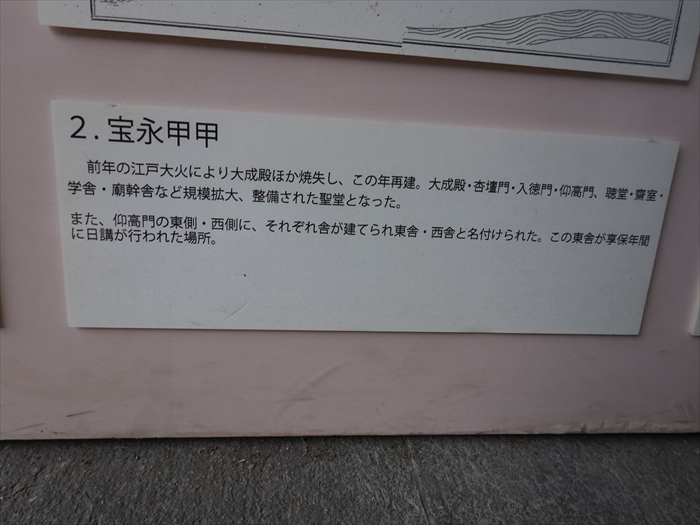 ２. 宝永甲甲
前年の江戸大火により大成殿ほか焼失し、この年再建。大成殿・杏壇門・入徳門・仰高門、聴堂・齋室・
学舎・廟幹舎など規模拡大、整備された聖堂となった。
また、仰高門の東側・西側に、それぞれ舎が建てられ東舎・西舎と名付けられた。この東舎が享保年間
に日講が行われた場所。